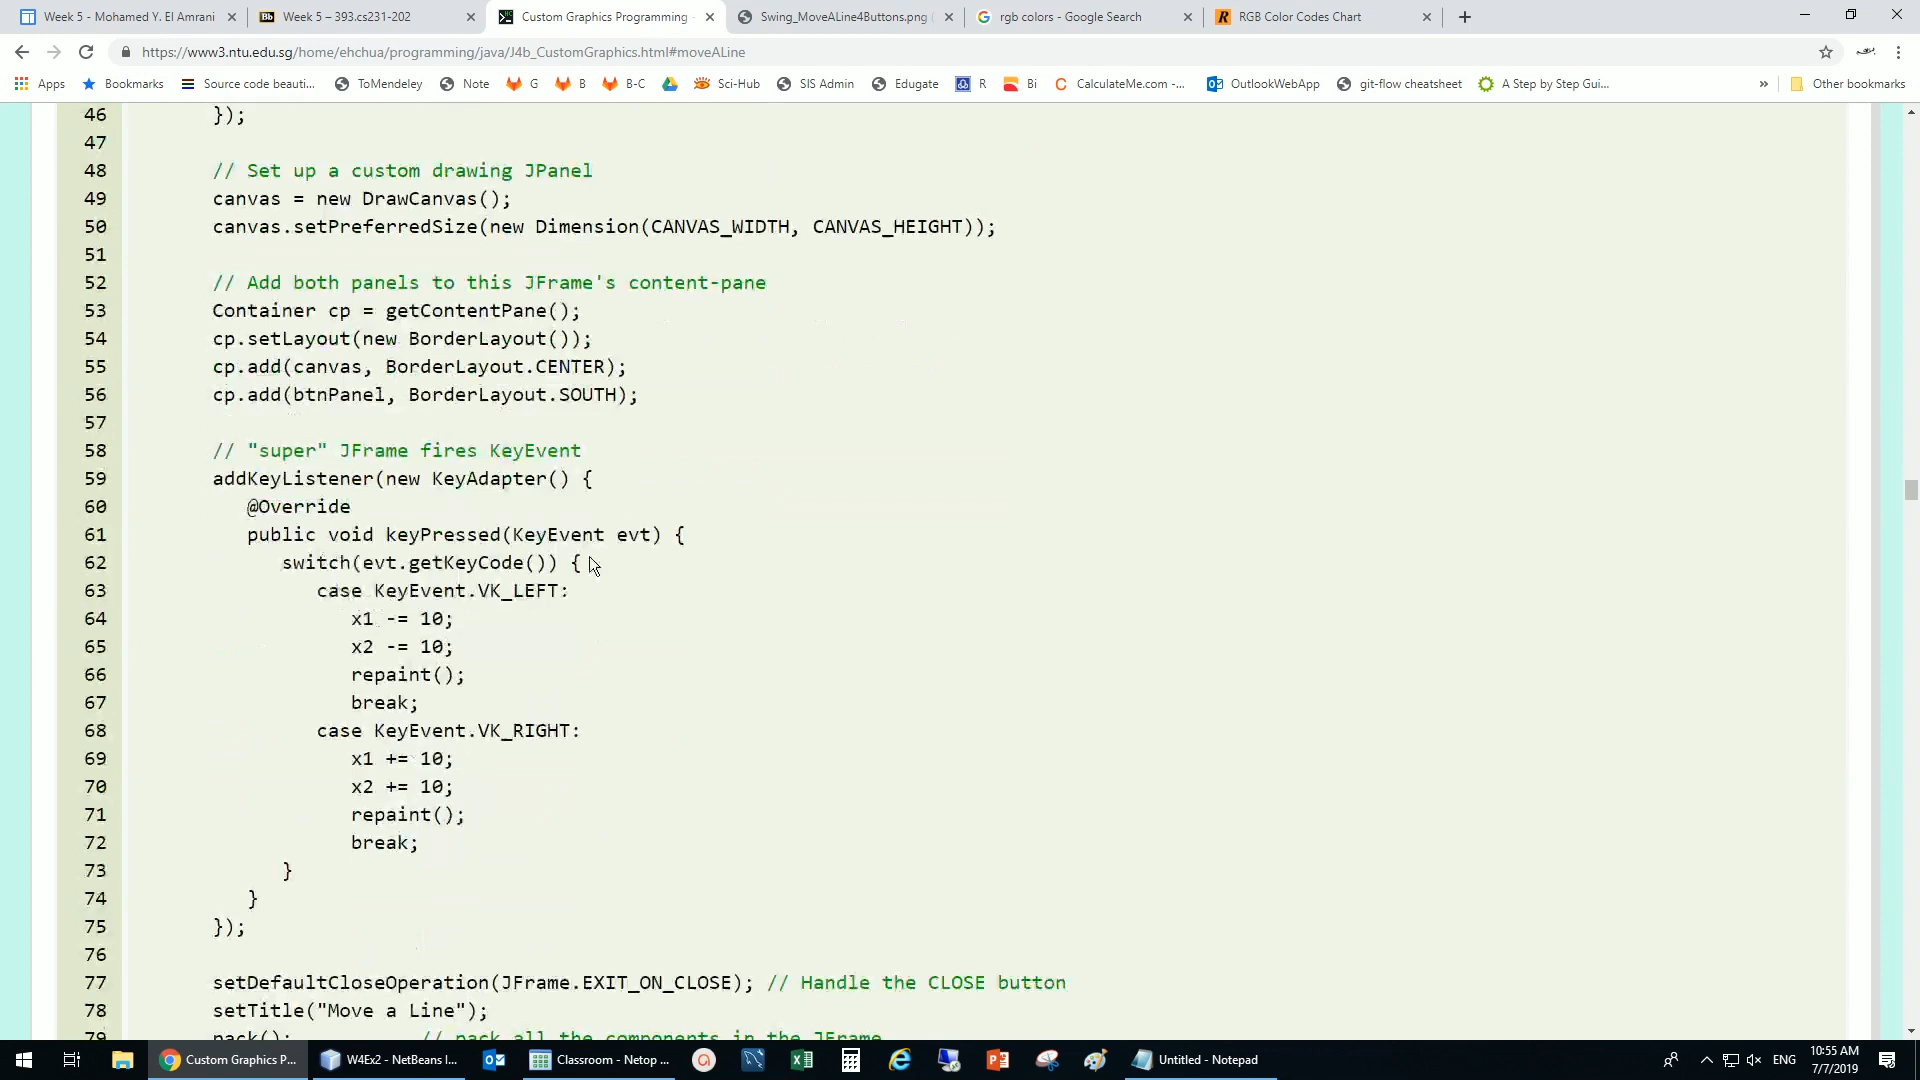 Week 5 - Mohamed Y. El Amrani
Bb Week 5 – 393.cs231-202
Custom Graphics Programming
Swing_MoveALine4Buttons.png (
rgb colors - Google Search
RGB Color Codes Chart
https://www3.ntu.edu.sg/home/ehchua/programming/java/J4b_CustomGraphics.html#moveALine
Apps Bookmarks Source code beauti... ToMendeley Note G B B-C Sci-Hub SIS Admin Edugate R Bi CalculateMe.com -... OutlookWebApp git-flow cheatsheet A Step by Step Gui... » Other bookmarks
46 });
47
48 // Set up a custom drawing JPanel
49 canvas = new DrawCanvas();
50 canvas.setPreferredSize(new Dimension(CANVAS_WIDTH, CANVAS_HEIGHT));
51
52 // Add both panels to this JFrame's content-pane
53 Container cp = getContentPane();
54 cp.setLayout(new BorderLayout());
55 cp.add(canvas, BorderLayout.CENTER);
56 cp.add(btnPanel, BorderLayout.SOUTH);
57
58 // "super" JFrame fires KeyEvent
59 addKeyListener(new KeyAdapter() {
60 @Override
61 public void keyPressed(KeyEvent evt) {
62 switch(evt.getKeyCode()) {
63 case KeyEvent.VK_LEFT:
64 x1 -= 10;
65 x2 -= 10;
66 repaint();
67 break;
68 case KeyEvent.VK_RIGHT:
69 x1 += 10;
70 x2 += 10;
71 repaint();
72 break;
73 }
74 }
75 });
76
77 setDefaultCloseOperation(JFrame.EXIT_ON_CLOSE); // Handle the CLOSE button
78 setTitle("Move a Line");
79 pack(); // pack all the components in the JFrame
Custom Graphics P... W4Ex2 - NetBeans I... Classroom - Netop ... Untitled - Notepad ENG
10:55 AM
7/7/2019